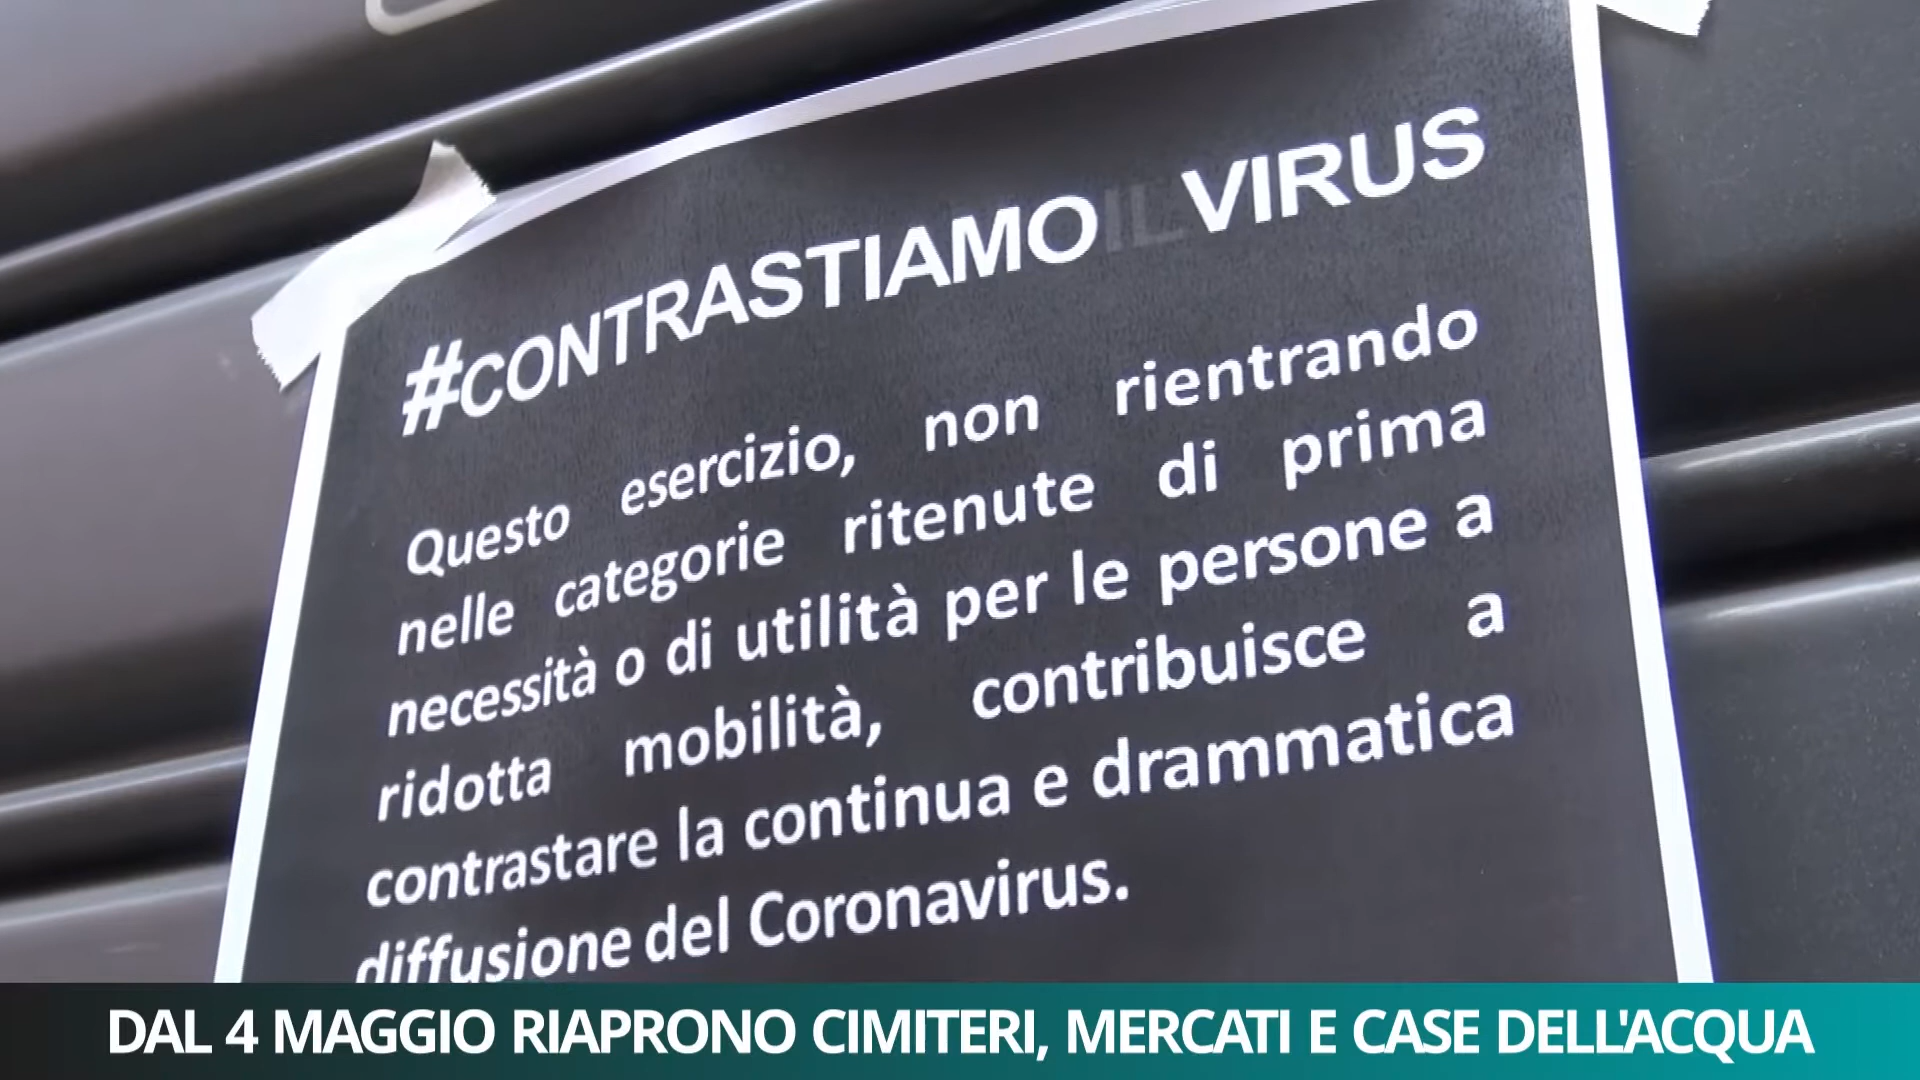 #CONTRASTIAMO IL VIRUS
Questo esercizio, non rientrando
nelle categorie ritenute di prima
necessità o di utilità per le persone a
ridotta mobilità, contribuisce a
contrastare la continua e drammatica
diffusione del Coronavirus.
DAL 4 MAGGIO RIAPRONO CIMITERI, MERCATI E CASE DELL'ACQUA